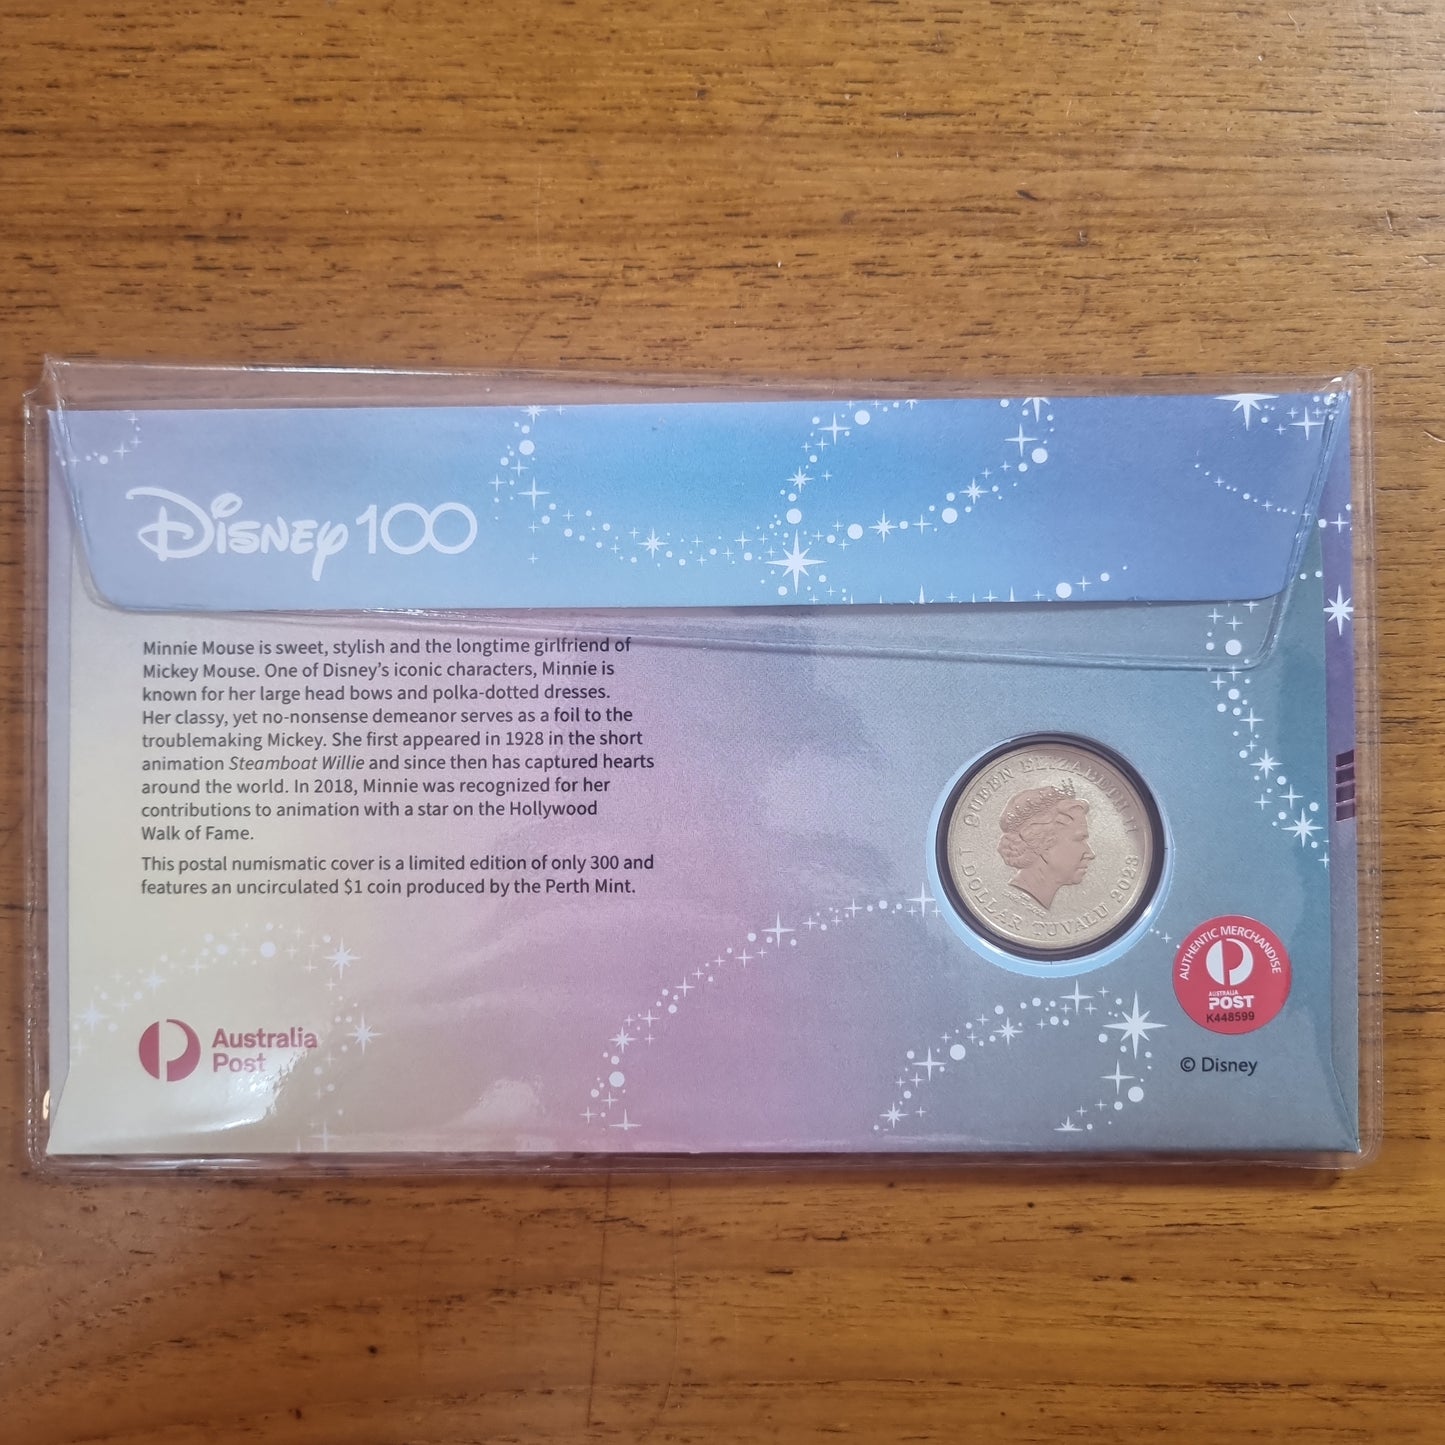 Disney100
Minnie Mouse is sweet, stylish and the longtime girlfriend of
Mickey Mouse. One of Disney's iconic characters, Minnie is
known for her large head bows and polka-dotted dresses.
Her classy, yet no-nonsense demeanor serves as a foil to the
troublemaking Mickey. She first appeared in 1928 in the short
animation Steamboat Willie and since then has captured hearts
around the world. In 2018, Minnie was recognized for her
contributions to animation with a star on the Hollywood
Walk of Fame.
This postal numismatic cover is a limited edition of only 300 and
features an uncirculated $1 coin produced by the Perth Mint.
QUEEN ELIZABETH II
1 DOLLAR TUVALU 2023
AUTHENTIC MERCHANDISE
AUSTRALIA
POST
K448599
Australia
Post
© Disney